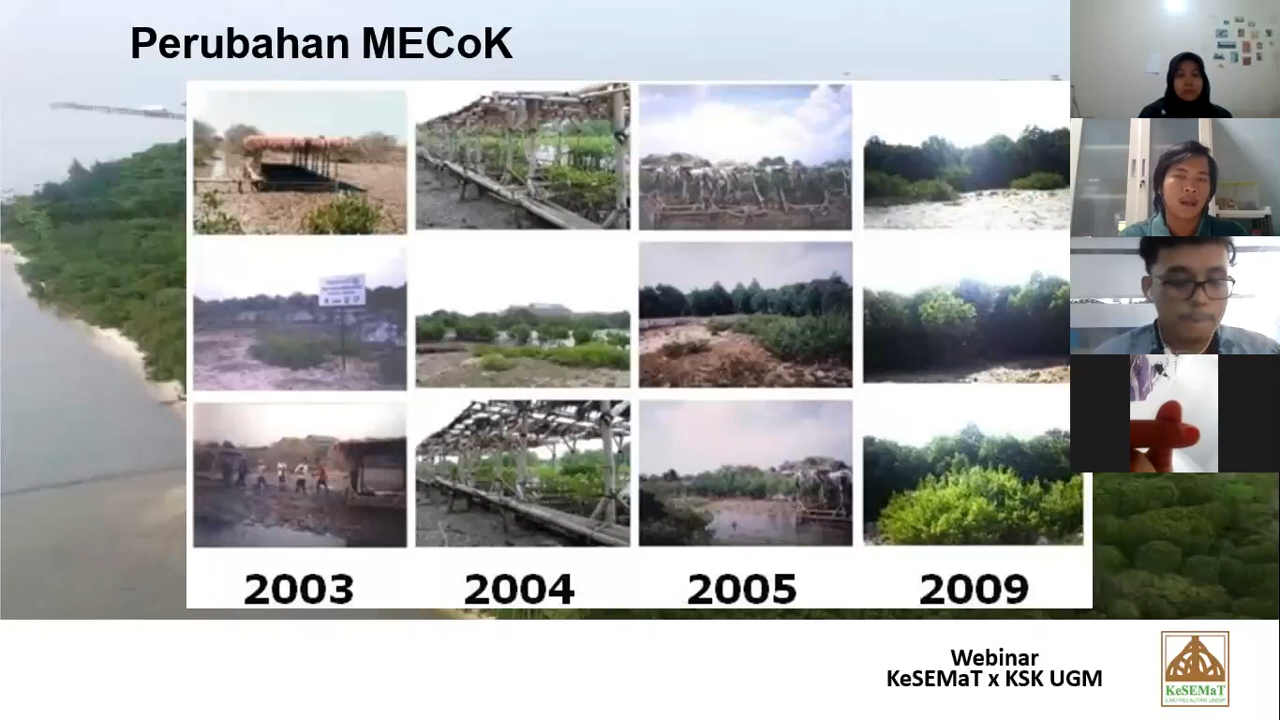 Perubahan MECoK
2003
2004
2005
2009
Webinar
KeSEMaT x KSK UGM
KeSEMaT